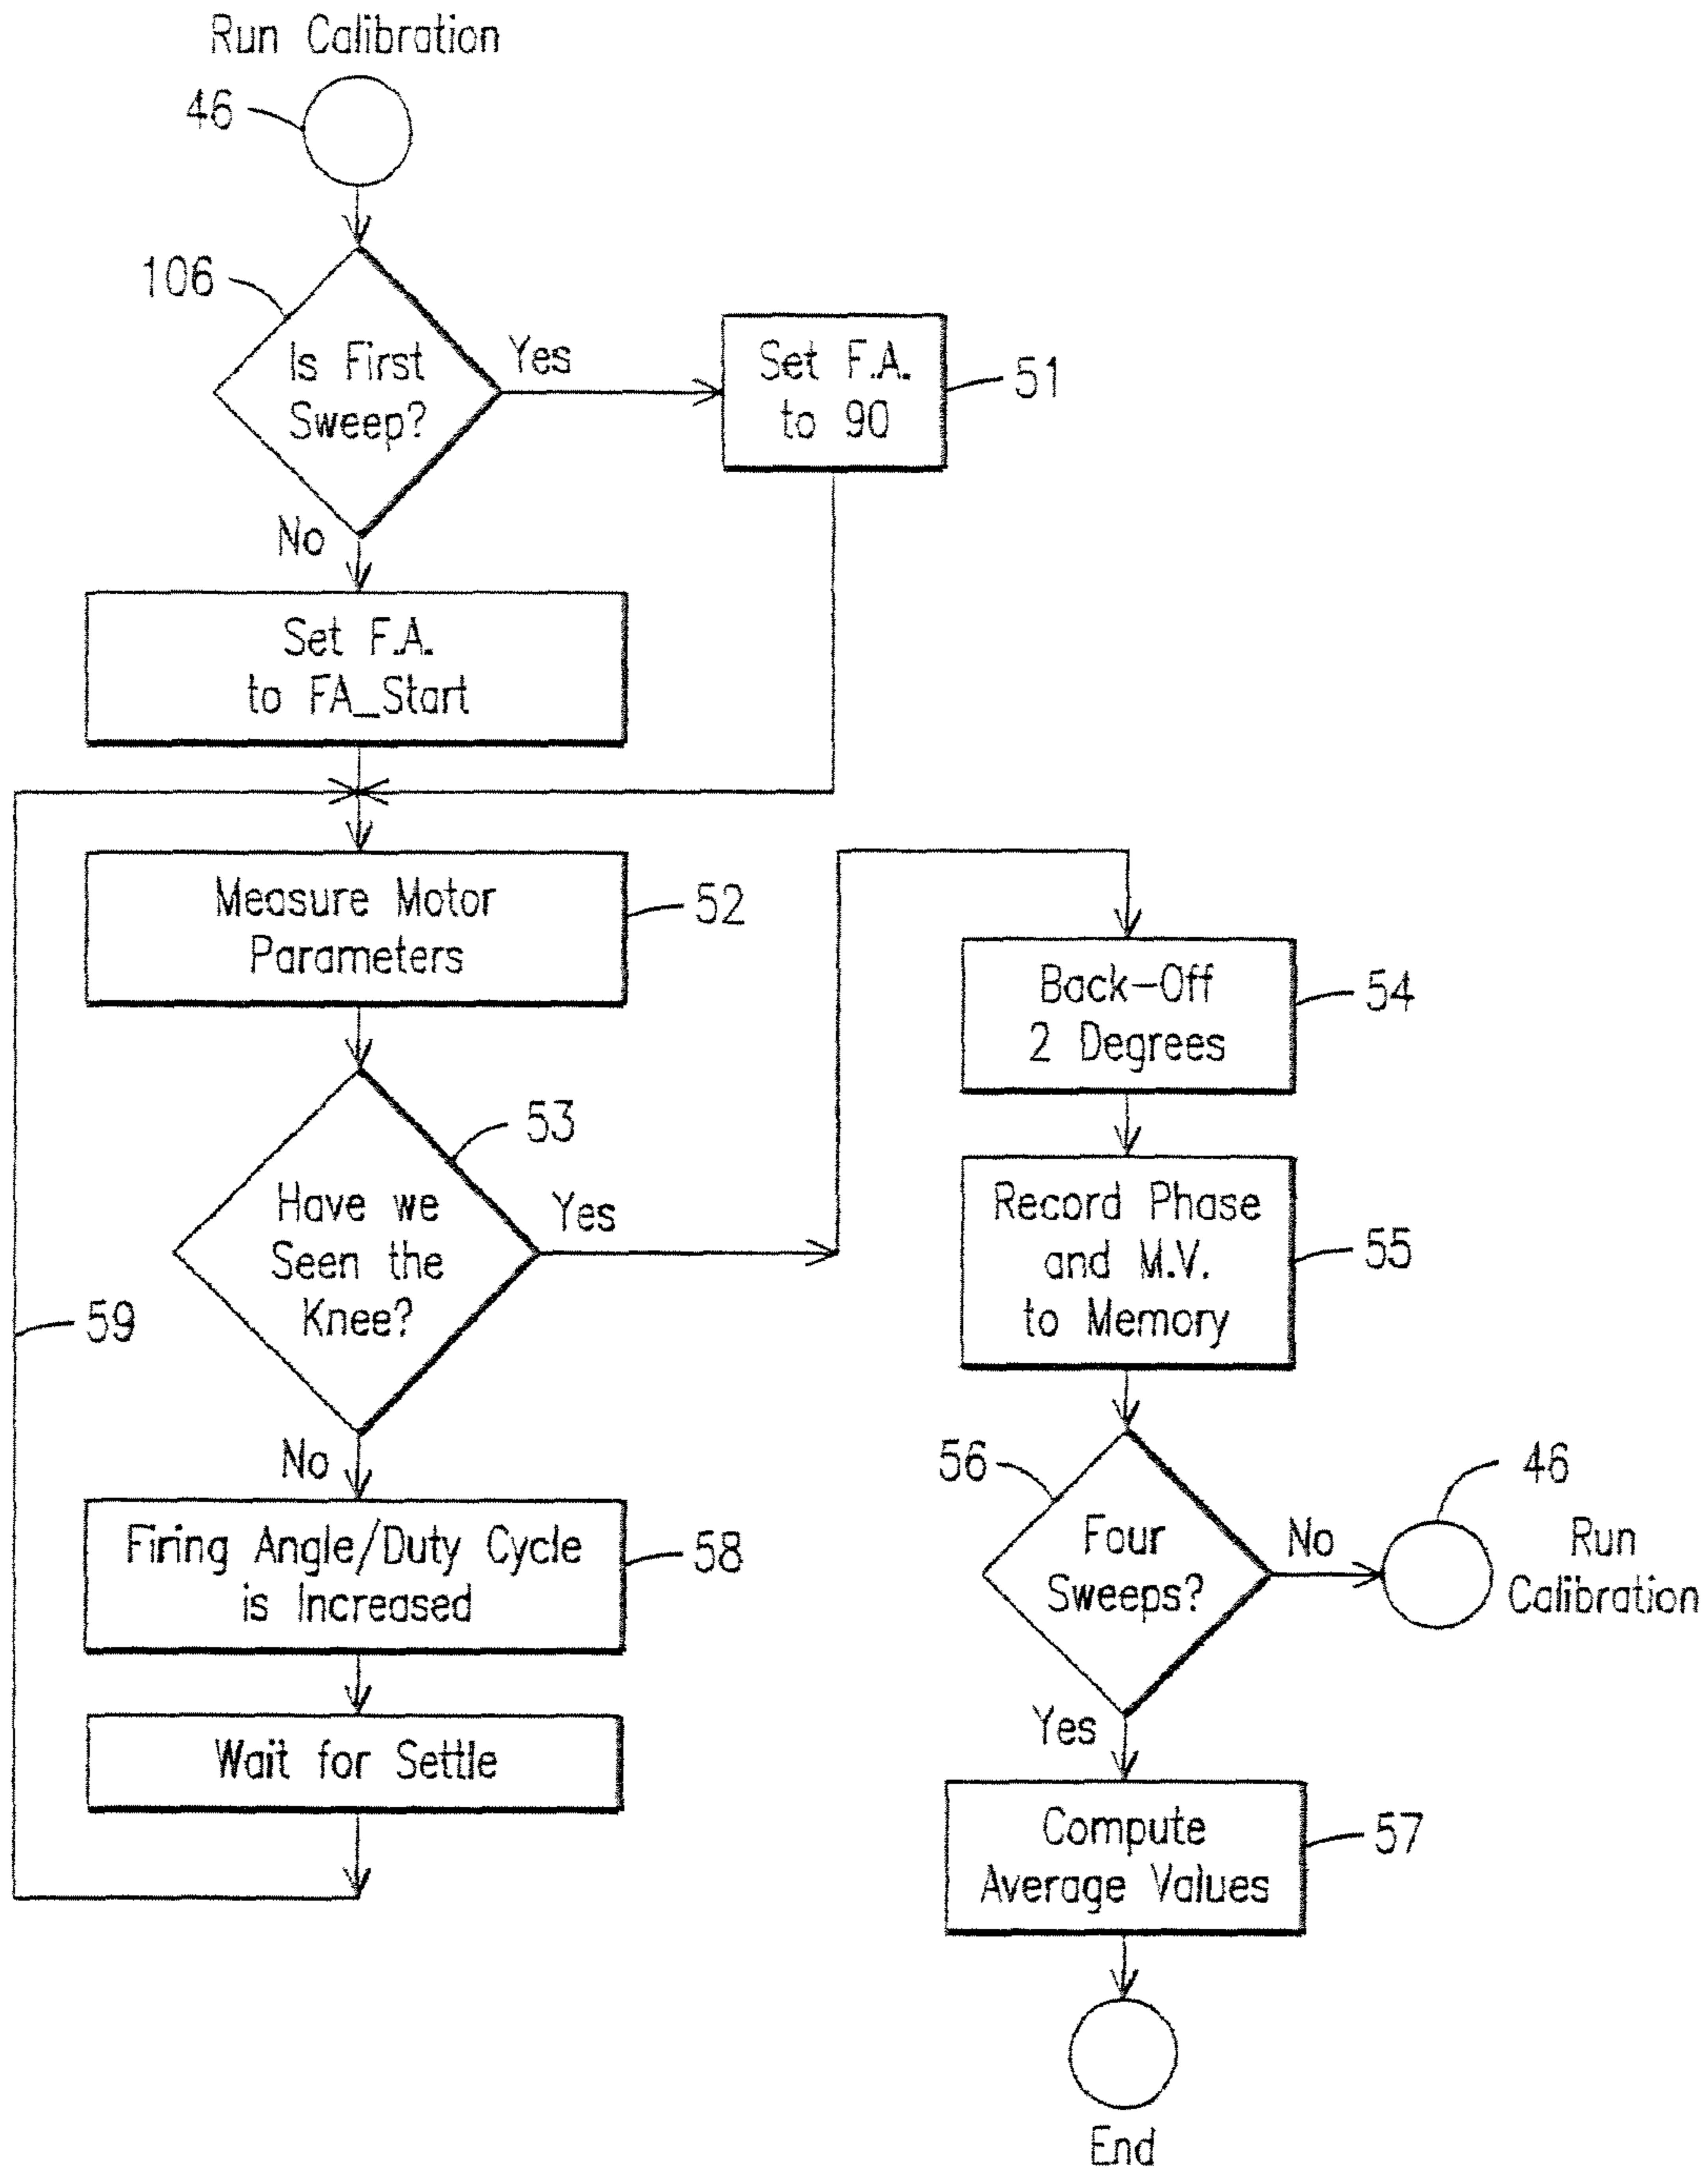 Run Calibration
46
106
Is First
Sweep?
Yes
Set F.A.
to 90
51
No
Set F.A.
to FA_Start
Measure Motor
Parameters
52
53
Have we
Seen the
Knee?
Yes
59
No
Firing Angle/Duty Cycle
is Increased
58
Wait for Settle
Back-Off
2 Degrees
54
Record Phase
and M.V.
to Memory
55
56
Four
Sweeps?
No
46
Run
Calibration
Yes
Compute
Average Values
57
End